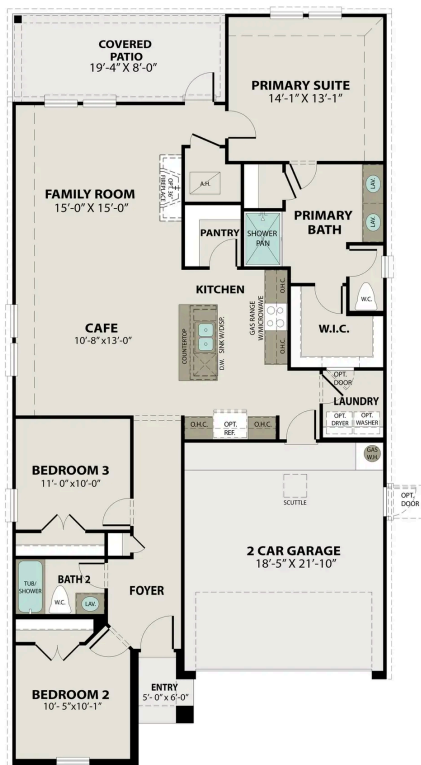 COVERED
PATIO
19'-4" X 8'-0"
PRIMARY SUITE
14'-1" X 13'-1"
FAMILY ROOM
15'-0" X 15'-0"
OPT. 36"
FIREPLACE
A.H.
PANTRY
SHOWER
PAN
PRIMARY
BATH
LAV.
LAV.
W.C.
KITCHEN
CAFE
10'-8"x13'-0"
COUNTERTOP
SINK W/DISP.
D.W.
GAS RANGE
W/MICROWAVE
O.H.C.
O.H.C.
W.I.C.
OPT.
DOOR
LAUNDRY
OPT.
DRYER
OPT.
WASHER
O.H.C.
OPT.
REF.
O.H.C.
GAS
W.H.
BEDROOM 3
11'- 0"x10'-0"
SCUTTLE
OPT.
DOOR
2 CAR GARAGE
18'-5" X 21'-10"
TUB/
SHOWER
BATH 2
W.C.
LAV.
FOYER
BEDROOM 2
10'- 5"x10'-1"
ENTRY
5'- 0"x 6'-0"